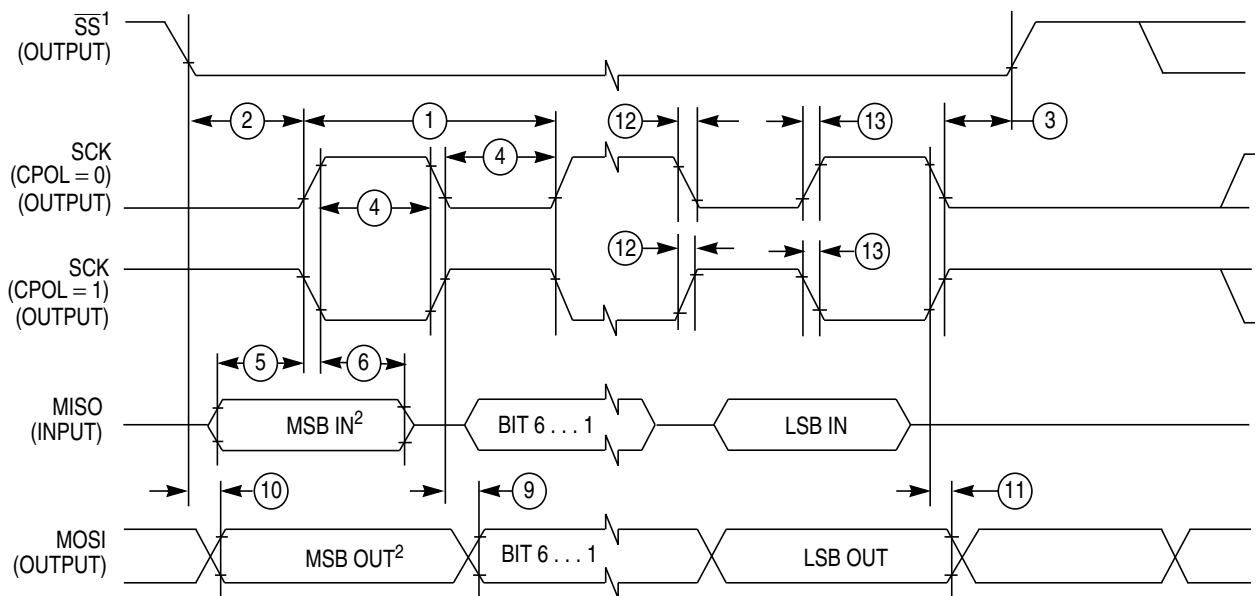 SS¹
(OUTPUT)
2
1
12
13
3
SCK
(CPOL = 0)
(OUTPUT)
4
4
12
13
SCK
(CPOL = 1)
(OUTPUT)
5
6
MISO
(INPUT)
MSB IN²
BIT 6 . . . 1
LSB IN
10
9
11
MOSI
(OUTPUT)
MSB OUT²
BIT 6 . . . 1
LSB OUT